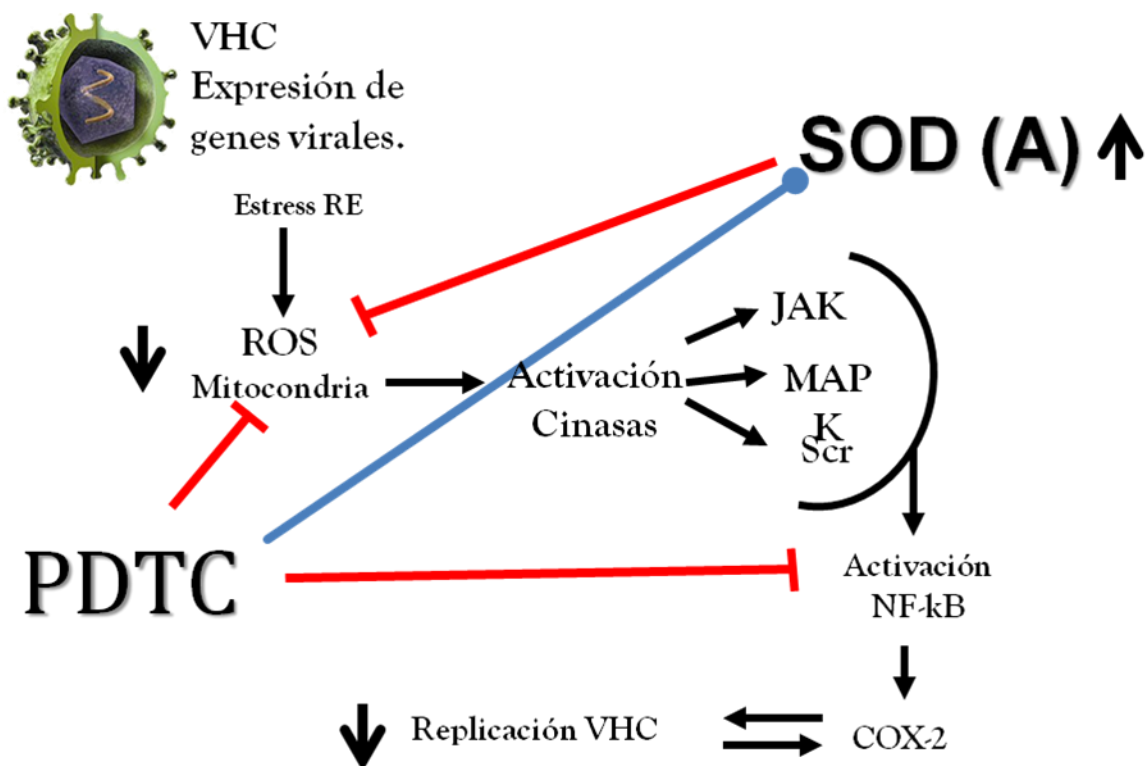 VHC
Expresión de
genes virales.
SOD (A)
Estress RE
ROS
Mitocondria
Activación
Cinasas
JAK
MAP
K
Scr
PDTC
Activación
NF-kB
Replicación VHC
COX-2